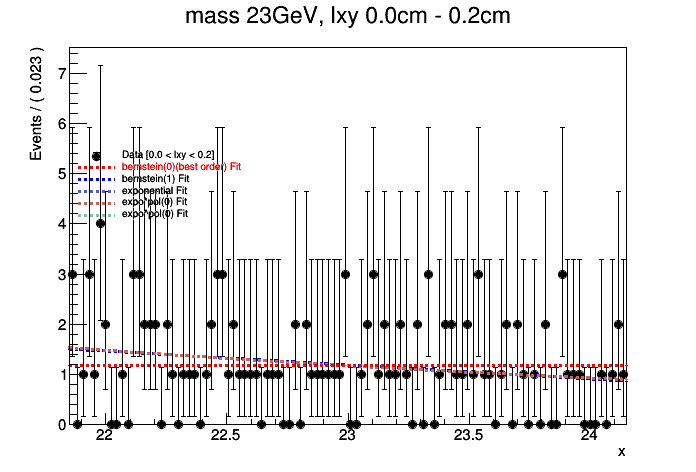 mass 23GeV, lxy 0.0cm - 0.2cm
Events / ( 0.023 )
7
6
5
4
3
2
1
0
Data [0.0 < lxy < 0.2]
bernstein(0)(best order) Fit
bernstein(1) Fit
exponential Fit
expo*pol(0) Fit
expo*pol(0) Fit
22 22.5 23 23.5 24
x